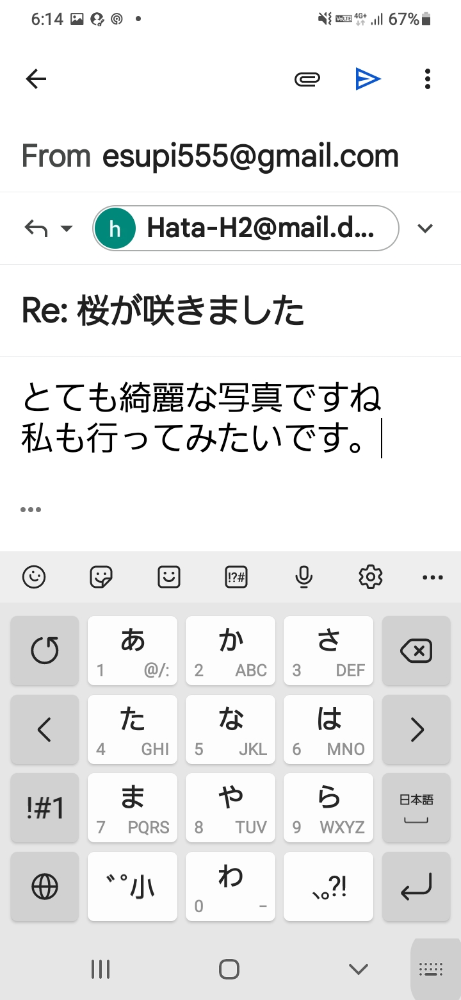 6:14 VoLTE 4G+ 67%
From esupi555@gmail.com
h Hata-H2@mail.d...
Re: 桜が咲きました
とても綺麗な写真ですね
私も行ってみたいです。
!?#
あ か さ
1 @/: 2 ABC 3 DEF
た な は
4 GHI 5 JKL 6 MNO
!#1 ま や ら 日本語
7 PQRS 8 TUV 9 WXYZ
゛゜小 わ 、。?!
0 −